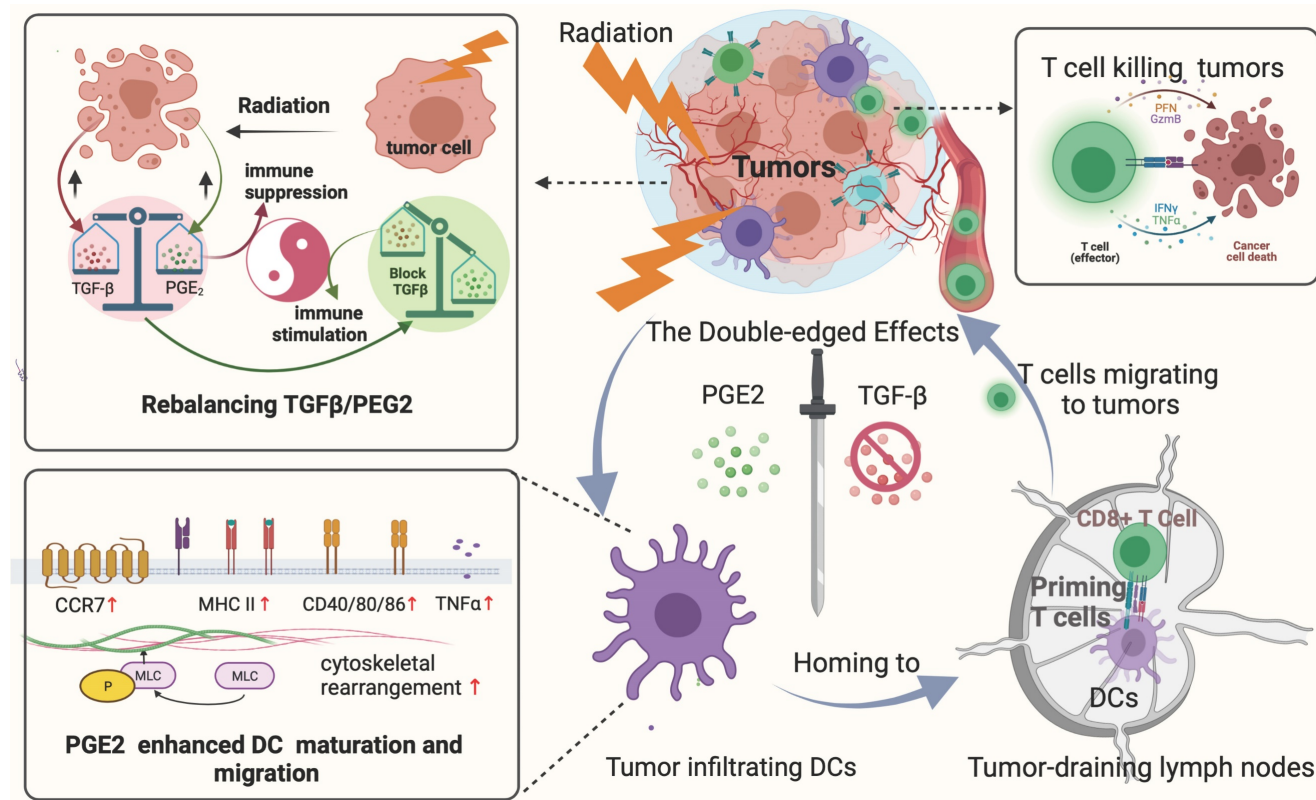 Radiation
tumor cell
immune
suppression
TGF-β
PGE₂
Block
TGFβ
immune
stimulation
Rebalancing TGFβ/PEG2
Radiation
Tumors
T cell killing tumors
PFN
GzmB
IFNγ
TNFα
T cell
(effector)
Cancer
cell death
The Double-edged Effects
PGE2
TGF-β
T cells migrating
to tumors
CCR7↑
MHC II↑
CD40/80/86↑
TNFα↑
P
MLC
MLC
cytoskeletal
rearrangement ↑
PGE2 enhanced DC maturation and
migration
Tumor infiltrating DCs
Homing to
CD8+ T Cell
Priming
T cells
DCs
Tumor-draining lymph nodes